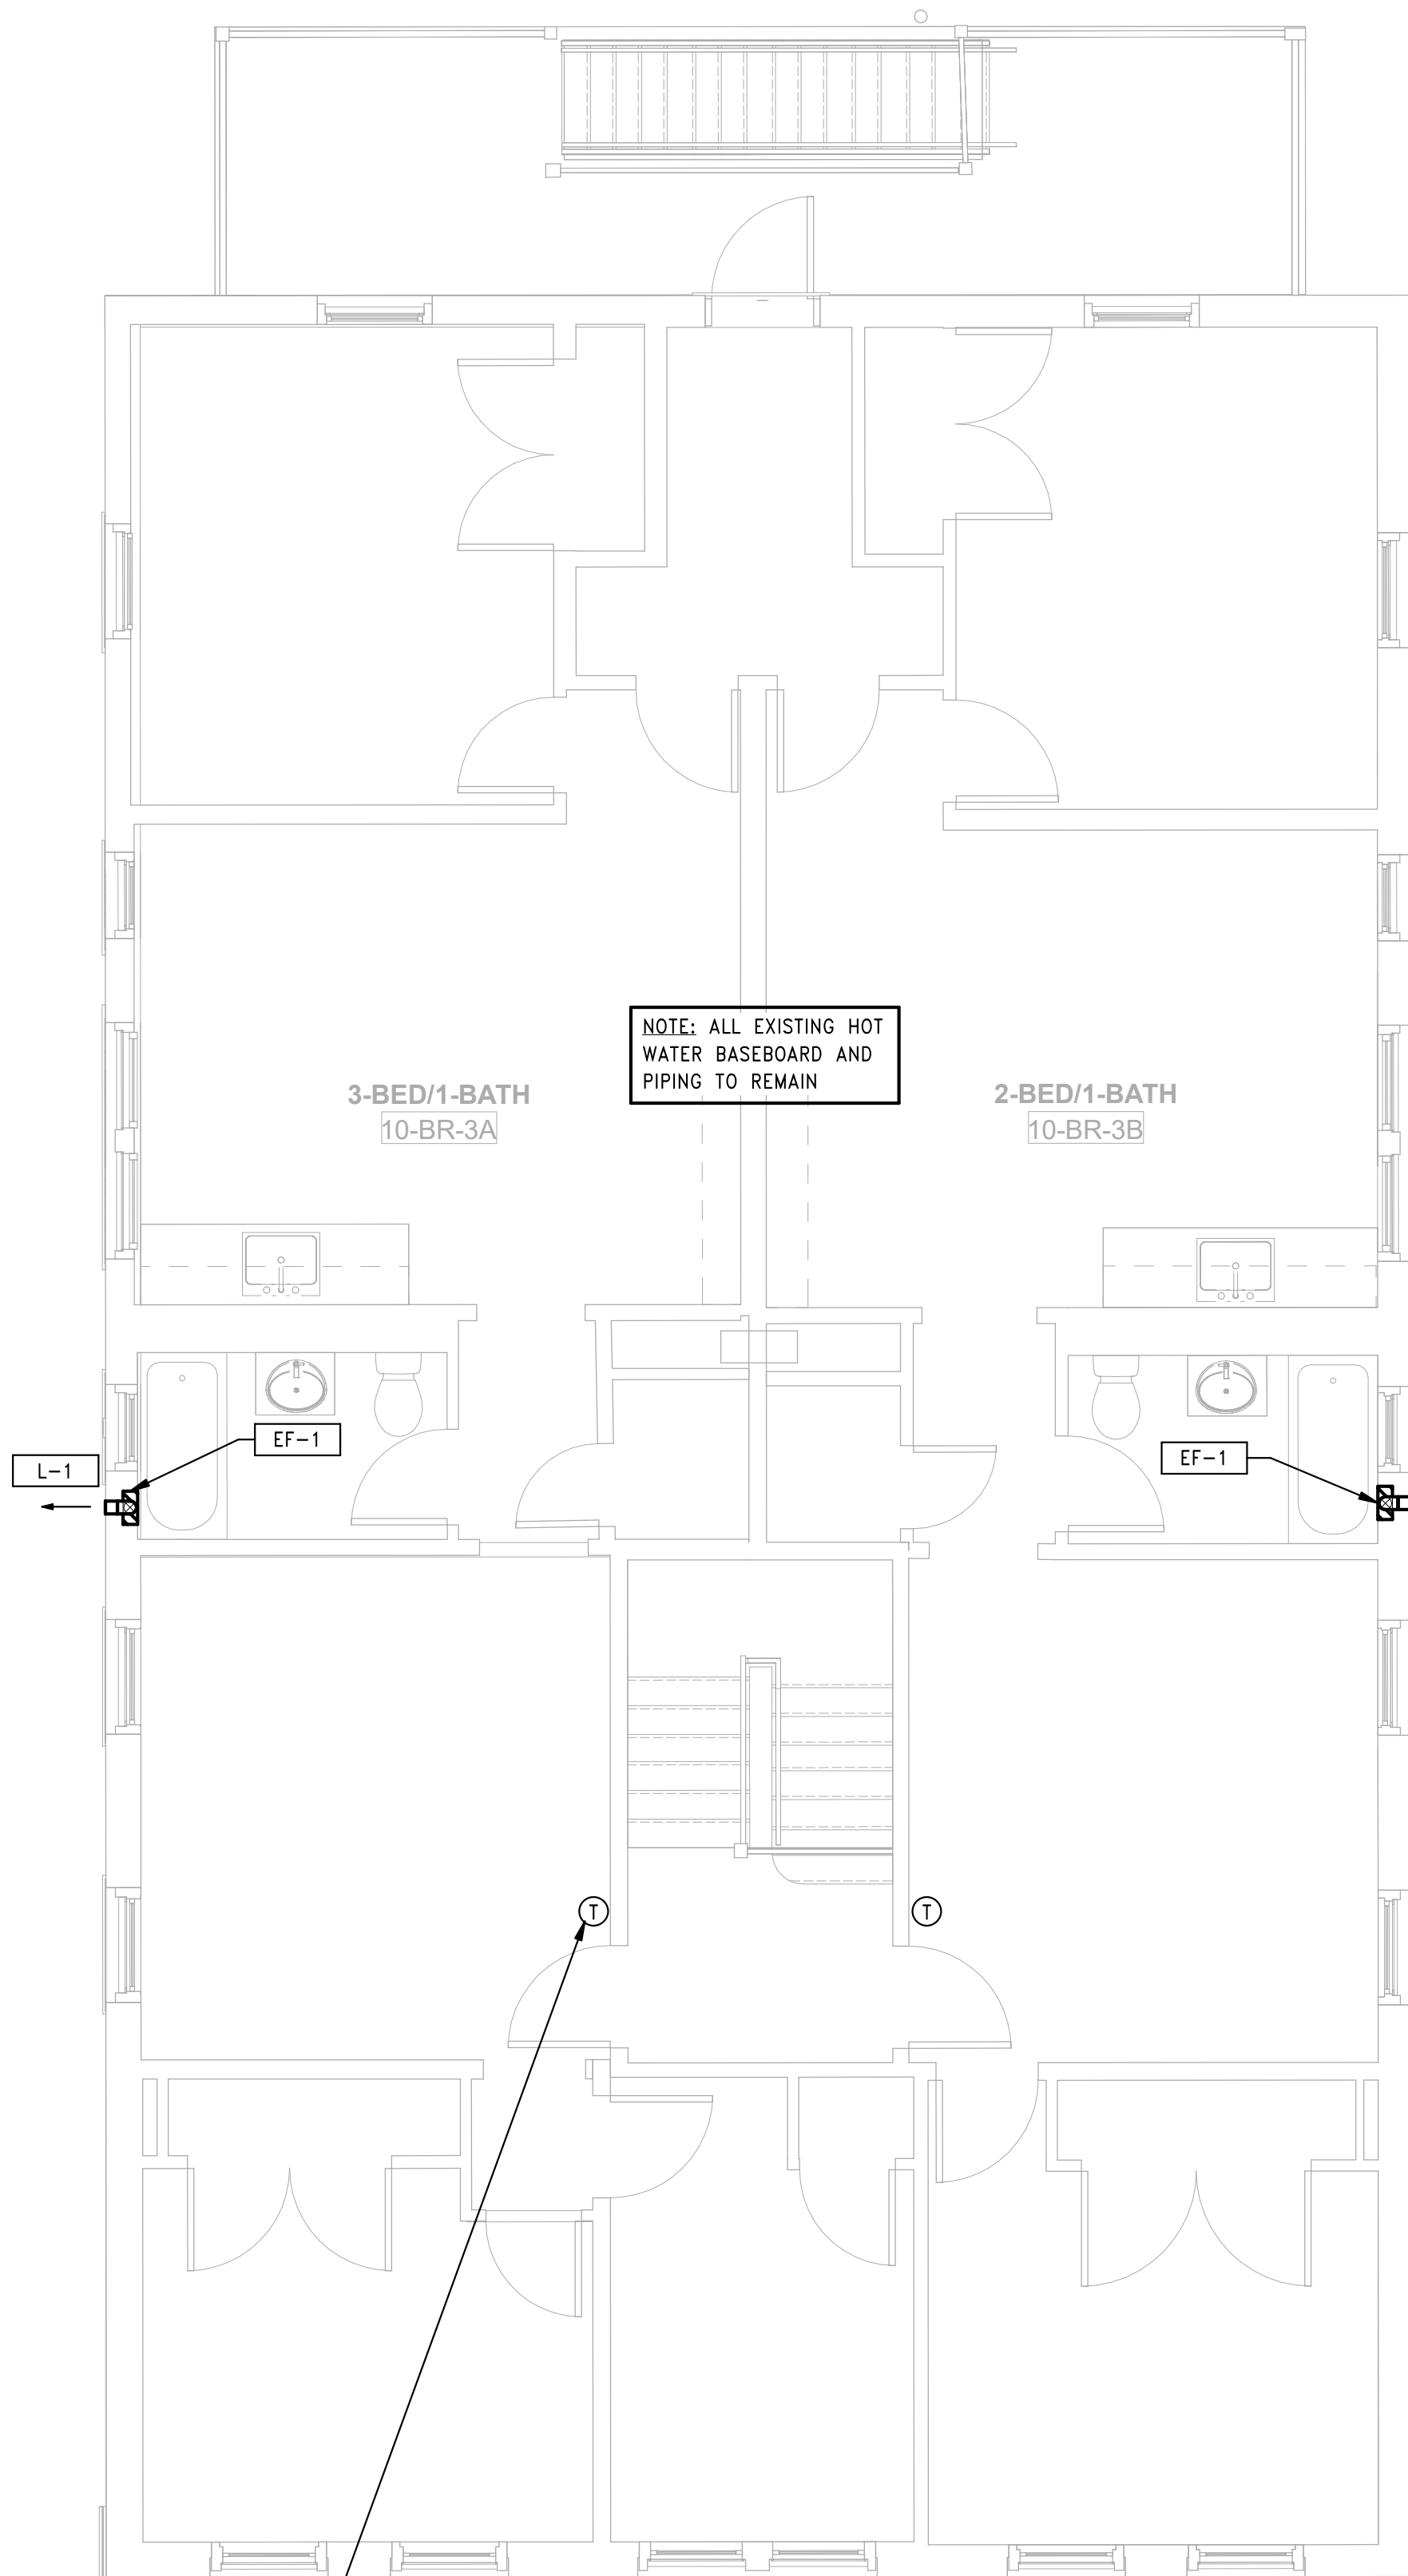 NOTE: ALL EXISTING HOT
WATER BASEBOARD AND
PIPING TO REMAIN
3-BED/1-BATH
10-BR-3A
2-BED/1-BATH
10-BR-3B
EF-1
L-1
EF-1
T
T